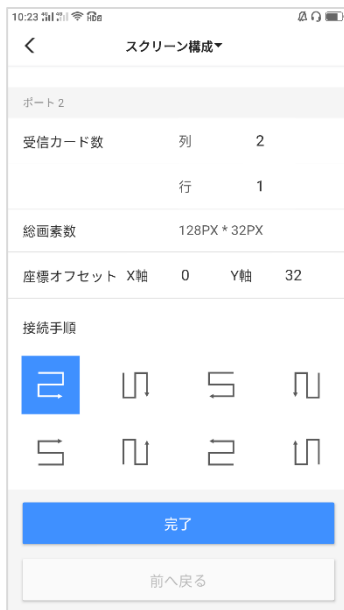 10:23
スクリーン構成▾
ポート 2
受信カード数 列 2
行 1
総画素数 128PX * 32PX
座標オフセット X軸 0 Y軸 32
接続手順
完了
前へ戻る